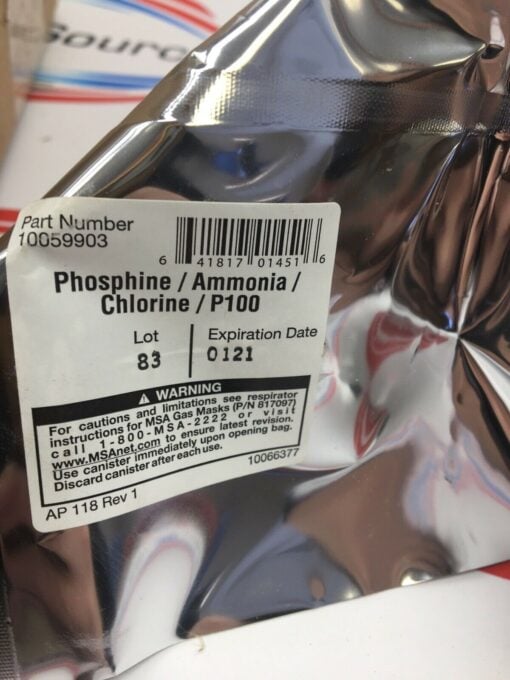 Source
Part Number
10059903
6 41817 01451 6
Phosphine / Ammonia /
Chlorine / P100
Lot
83
Expiration Date
0121
WARNING
For cautions and limitations see respirator
instructions for MSA Gas Masks (P/N 817097)
call 1-800-MSA-2222 or visit
www.MSAnet.com to ensure latest revision.
Use canister immediately upon opening bag.
Discard canister after each use.
10066377
AP 118 Rev 1